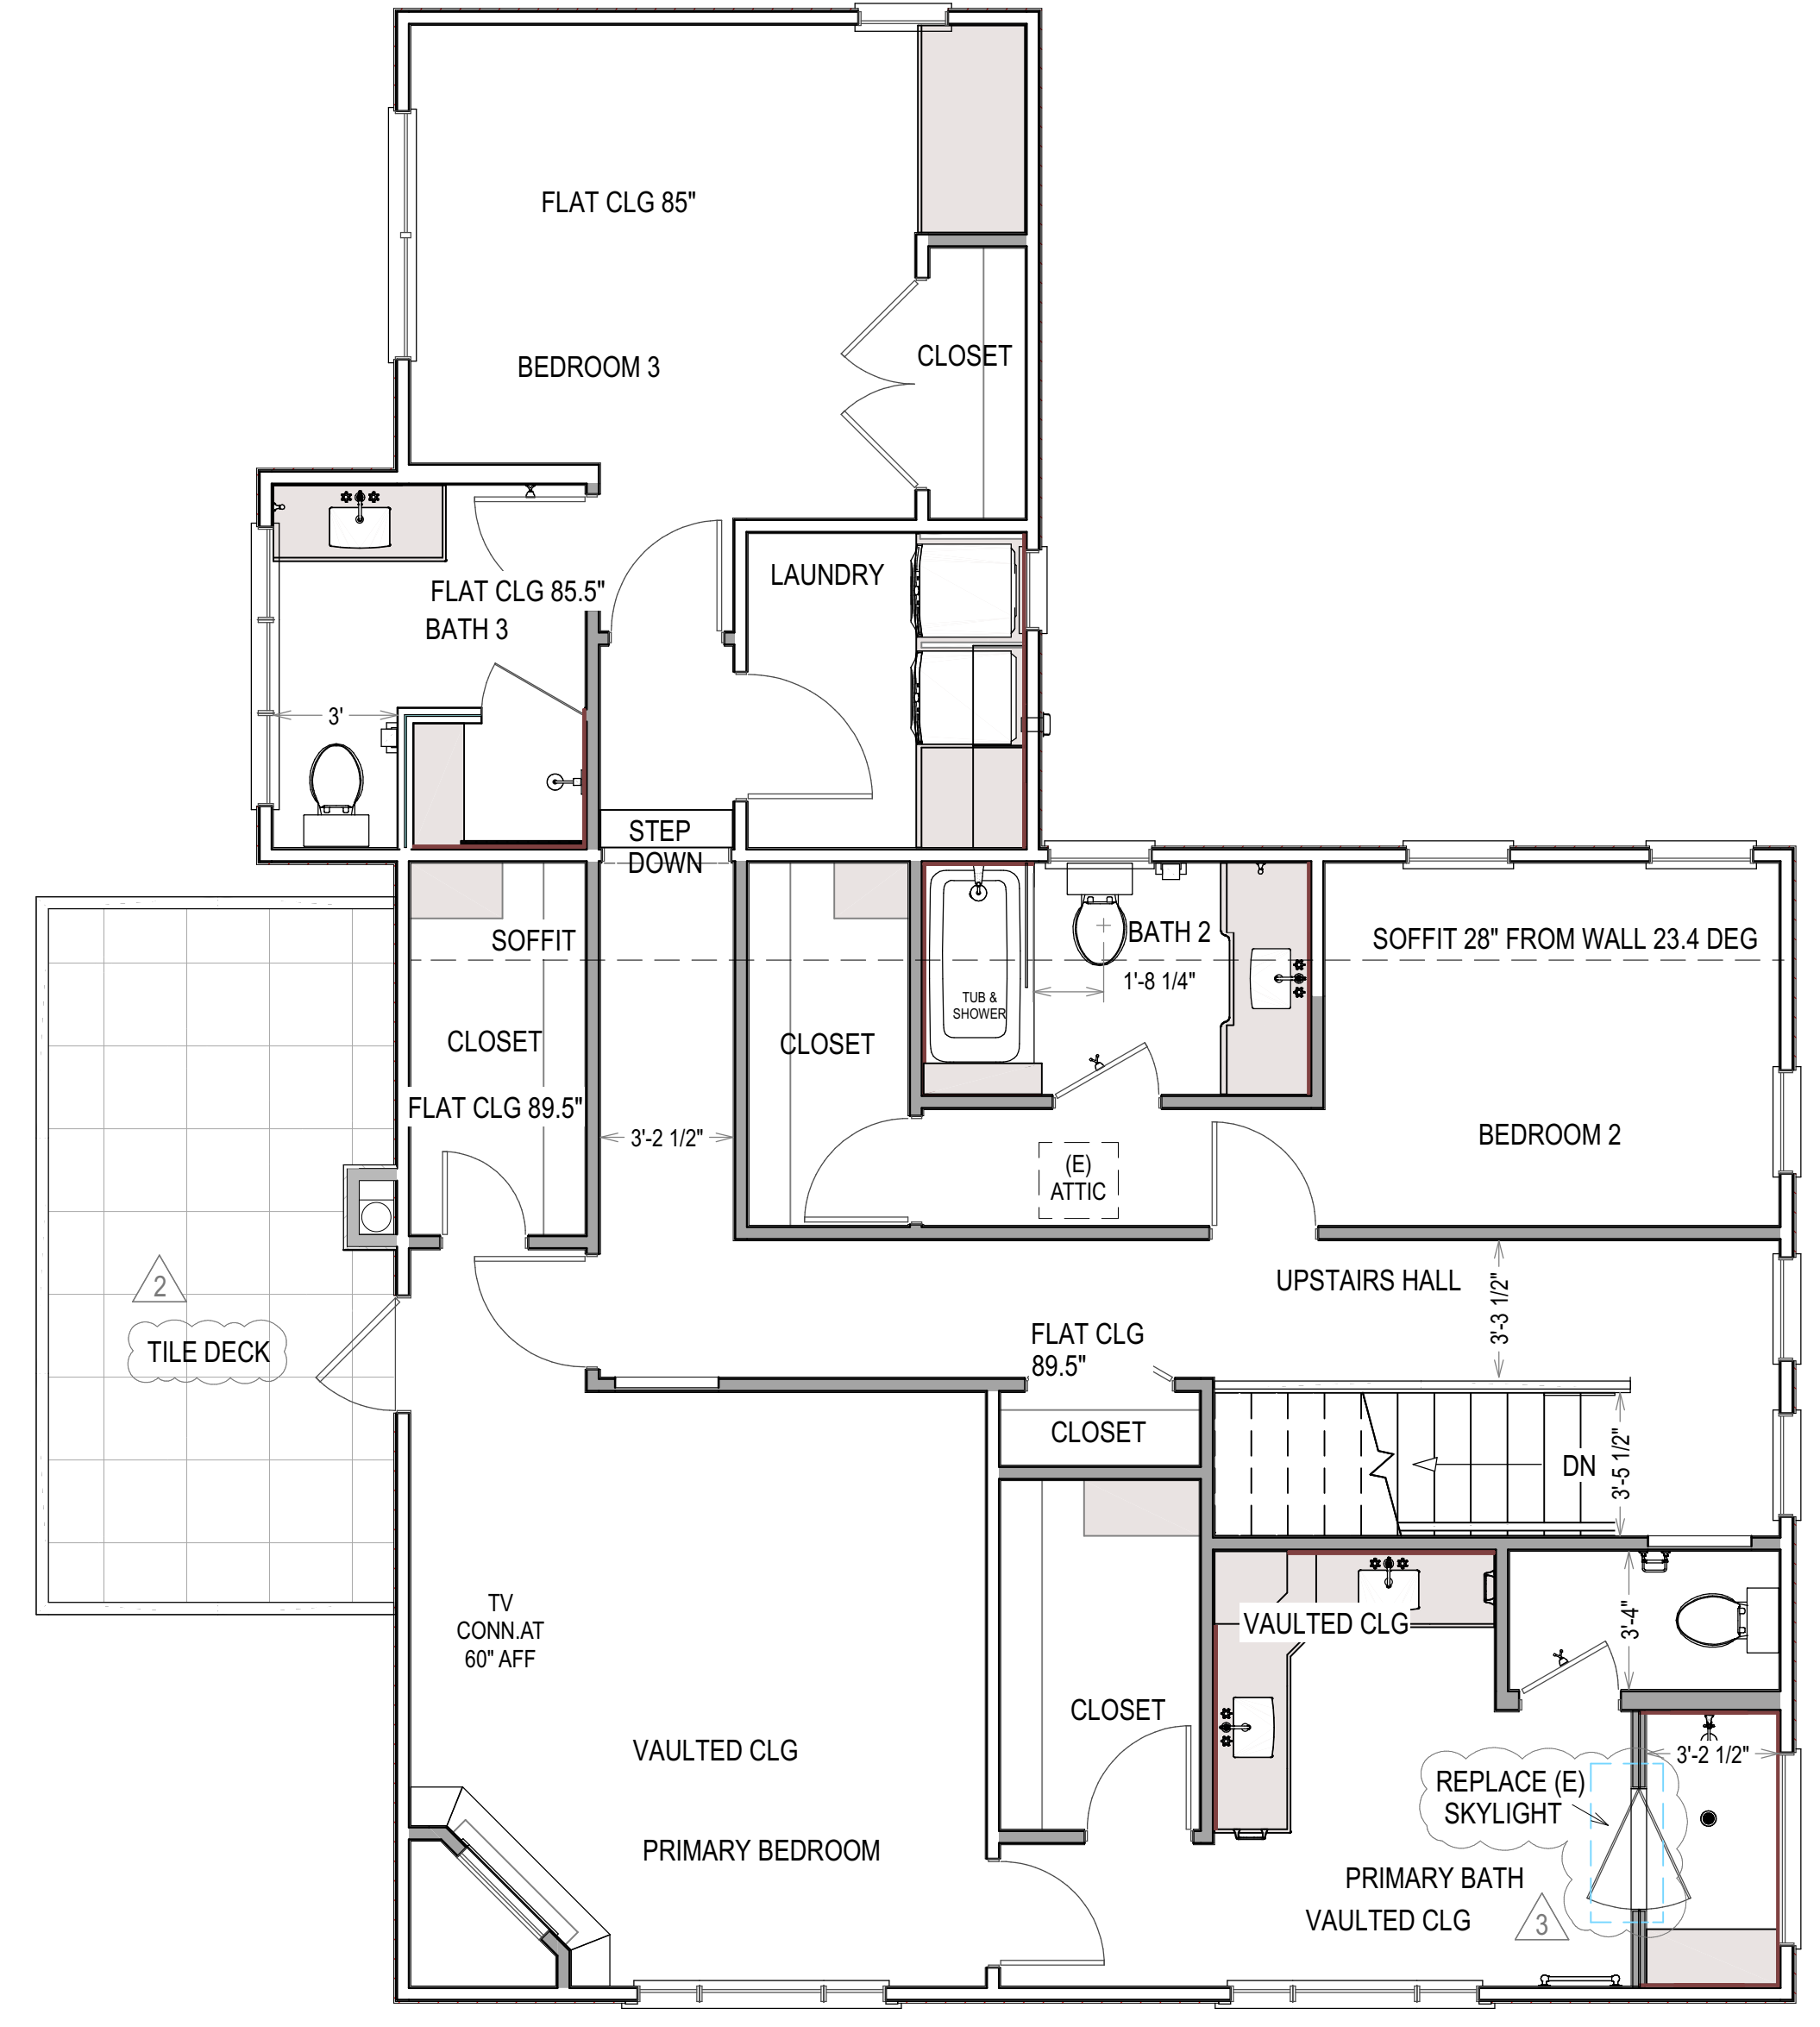 FLAT CLG 85"
BEDROOM 3
CLOSET
LAUNDRY
FLAT CLG 85.5"
BATH 3
3'
STEP
DOWN
SOFFIT
CLOSET
FLAT CLG 89.5"
3'-2 1/2"
CLOSET
TUB &
SHOWER
BATH 2
1'-8 1/4"
SOFFIT 28" FROM WALL 23.4 DEG
(E)
ATTIC
BEDROOM 2
2
TILE DECK
UPSTAIRS HALL
3'-3 1/2"
FLAT CLG
89.5"
CLOSET
DN
3'-5 1/2"
TV
CONN.AT
60" AFF
VAULTED CLG
3'-4"
CLOSET
VAULTED CLG
PRIMARY BEDROOM
3'-2 1/2"
REPLACE (E)
SKYLIGHT
PRIMARY BATH
VAULTED CLG
3